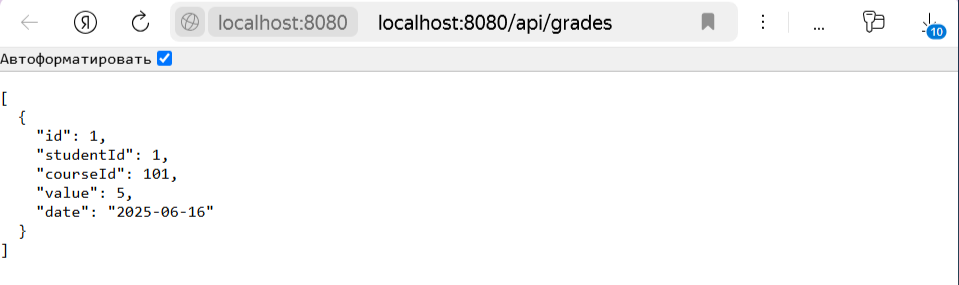 Я localhost:8080 localhost:8080/api/grades ... 10
Автоформатировать
[
  {
    "id": 1,
    "studentId": 1,
    "courseId": 101,
    "value": 5,
    "date": "2025-06-16"
  }
]